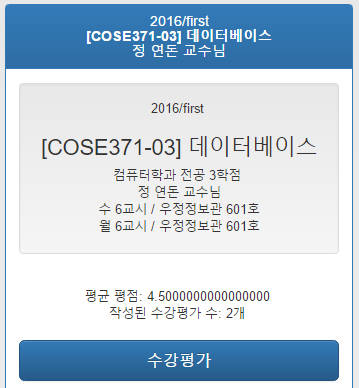 2016/first
[COSE371-03] 데이터베이스
정 연돈 교수님
2016/first
[COSE371-03] 데이터베이스
컴퓨터학과 전공 3학점
정 연돈 교수님
수 6교시 / 우정정보관 601호
월 6교시 / 우정정보관 601호
평균 평점: 4.5000000000000000
작성된 수강평가 수: 2개
수강평가